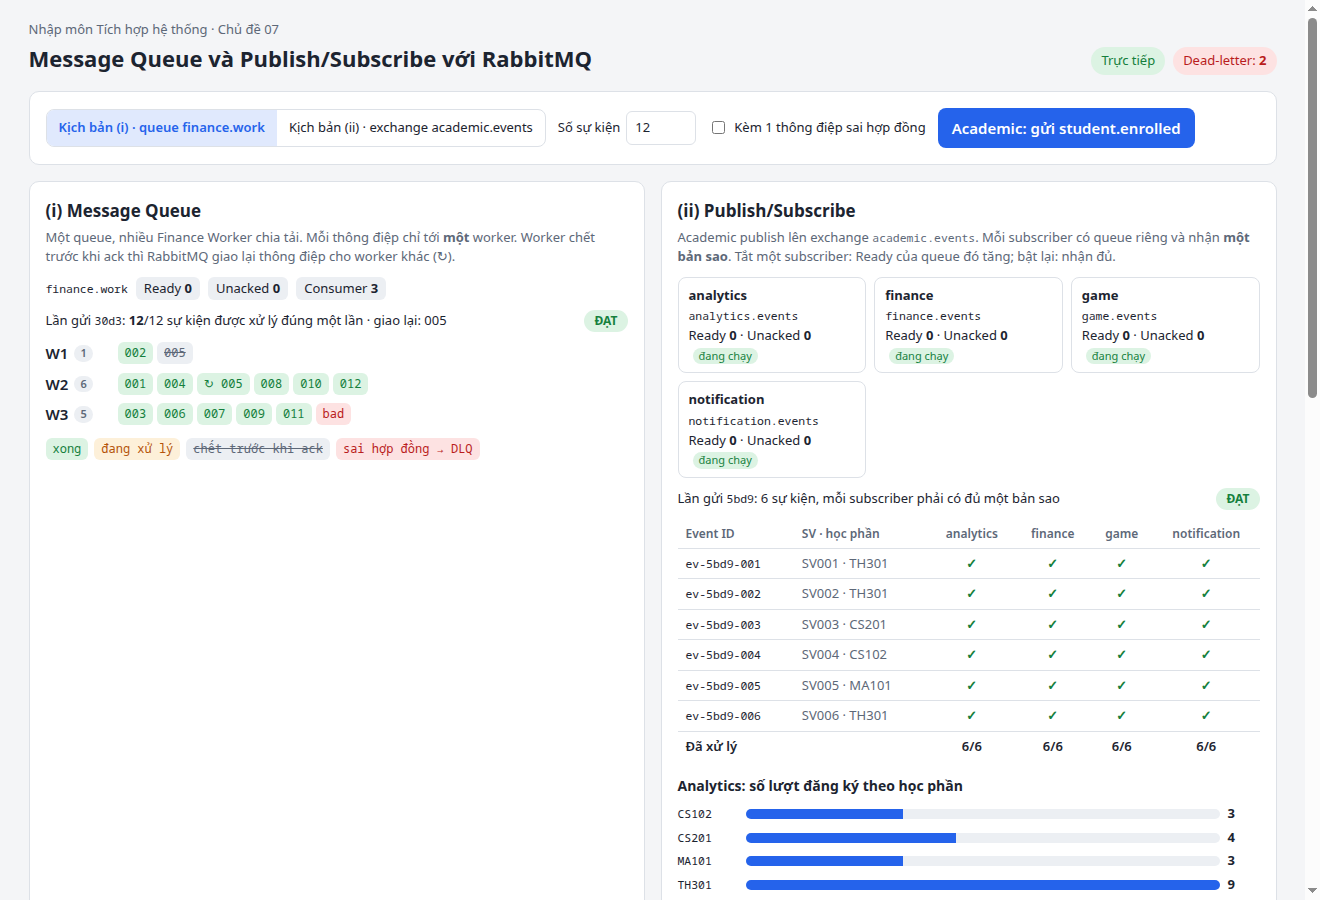 Nhập môn Tích hợp hệ thống · Chủ đề 07
Message Queue và Publish/Subscribe với RabbitMQ
Trực tiếp
Dead-letter: 2
Kịch bản (i) · queue finance.work
Kịch bản (ii) · exchange academic.events
Số sự kiện
12
Kèm 1 thông điệp sai hợp đồng
Academic: gửi student.enrolled
(i) Message Queue
Một queue, nhiều Finance Worker chia tải. Mỗi thông điệp chỉ tới một worker. Worker chết
trước khi ack thì RabbitMQ giao lại thông điệp cho worker khác (↻).
finance.work Ready 0 Unacked 0 Consumer 3
Lần gửi 30d3: 12/12 sự kiện được xử lý đúng một lần · giao lại: 005
ĐẠT
W1 1 002 005
W2 6 001 004 ↻ 005 008 010 012
W3 5 003 006 007 009 011 bad
xong đang xử lý chết trước khi ack sai hợp đồng → DLQ
(ii) Publish/Subscribe
Academic publish lên exchange academic.events. Mỗi subscriber có queue riêng và nhận một
bản sao. Tắt một subscriber: Ready của queue đó tăng; bật lại: nhận đủ.
analytics
analytics.events
Ready 0 · Unacked 0
đang chạy
finance
finance.events
Ready 0 · Unacked 0
đang chạy
game
game.events
Ready 0 · Unacked 0
đang chạy
notification
notification.events
Ready 0 · Unacked 0
đang chạy
Lần gửi 5bd9: 6 sự kiện, mỗi subscriber phải có đủ một bản sao
ĐẠT
Event ID SV · học phần analytics finance game notification
ev-5bd9-001 SV001 · TH301 ✓ ✓ ✓ ✓
ev-5bd9-002 SV002 · TH301 ✓ ✓ ✓ ✓
ev-5bd9-003 SV003 · CS201 ✓ ✓ ✓ ✓
ev-5bd9-004 SV004 · CS102 ✓ ✓ ✓ ✓
ev-5bd9-005 SV005 · MA101 ✓ ✓ ✓ ✓
ev-5bd9-006 SV006 · TH301 ✓ ✓ ✓ ✓
Đã xử lý 6/6 6/6 6/6 6/6
Analytics: số lượt đăng ký theo học phần
CS102 3
CS201 4
MA101 3
TH301 9